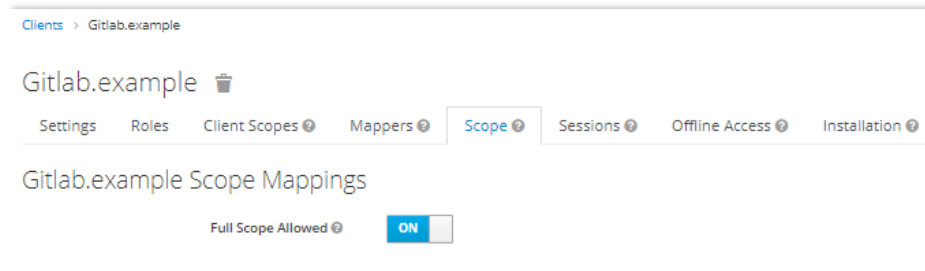 Clients > Gitlab.example
Gitlab.example
Settings Roles Client Scopes Mappers Scope Sessions Offline Access Installation
Gitlab.example Scope Mappings
Full Scope Allowed ON